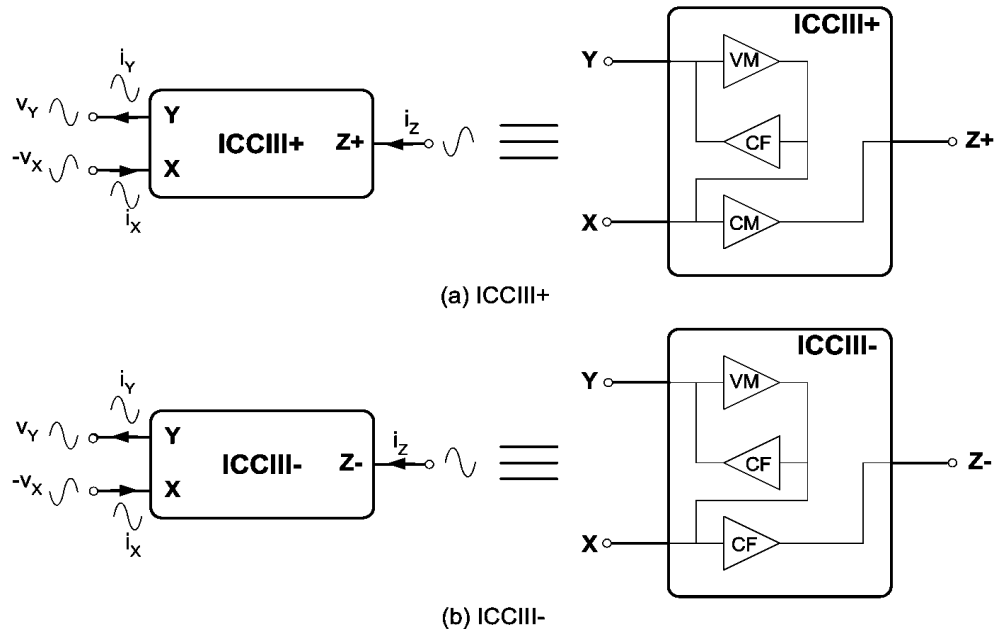 ICCIII+
i_Y
Y
VM
v_Y
Y
i_Z
ICCIII+
Z+
CF
Z+
-v_X
X
i_X
X
CM
(a) ICCIII+
ICCIII-
i_Y
Y
VM
v_Y
Y
i_Z
ICCIII-
Z-
CF
Z-
-v_X
X
i_X
X
CF
(b) ICCIII-